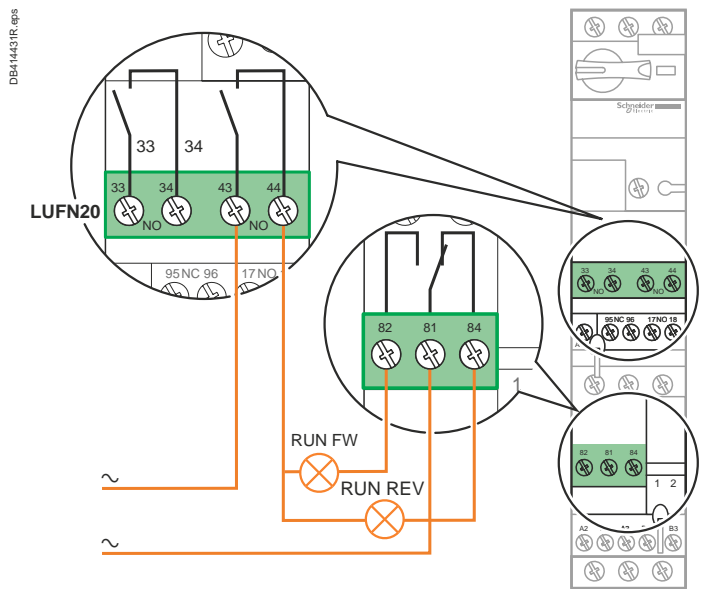 DB414431R.eps
33 34
33 34 43 44
LUFN20
NO NO
95 NC 96 17 NO
82 81 84
1
RUN FW
RUN REV
~
~
Schneider
Electric
33 34 43 44
NO NO
95 NC 96 17 NO 18
A
82 81 84
1 2
A2 B3